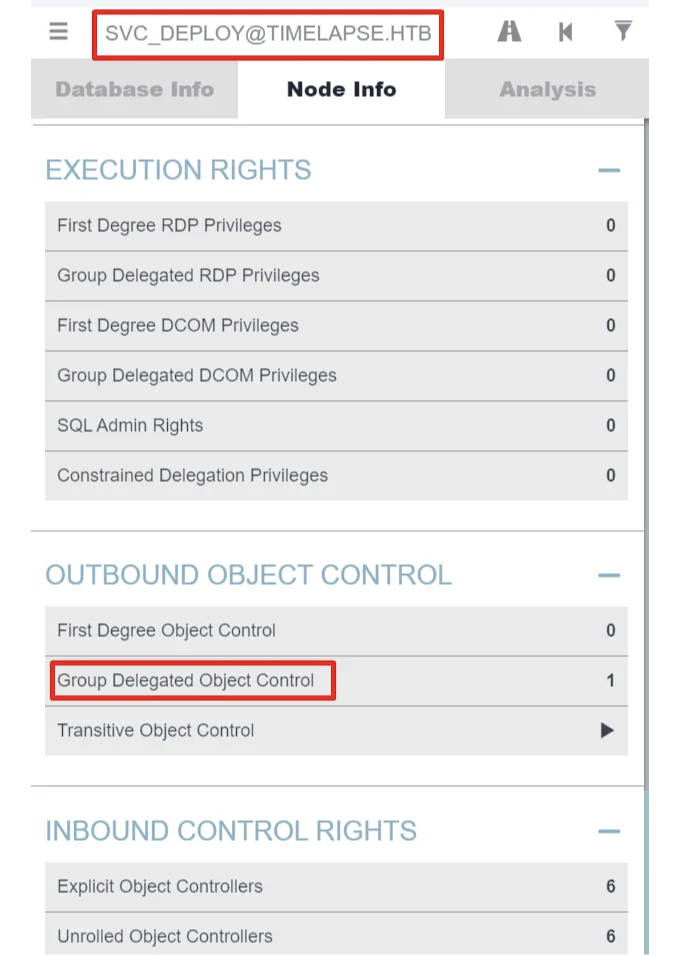 SVC_DEPLOY@TIMELAPSE.HTB
Database Info Node Info Analysis
EXECUTION RIGHTS
First Degree RDP Privileges 0
Group Delegated RDP Privileges 0
First Degree DCOM Privileges 0
Group Delegated DCOM Privileges 0
SQL Admin Rights 0
Constrained Delegation Privileges 0
OUTBOUND OBJECT CONTROL
First Degree Object Control 0
Group Delegated Object Control 1
Transitive Object Control
INBOUND CONTROL RIGHTS
Explicit Object Controllers 6
Unrolled Object Controllers 6